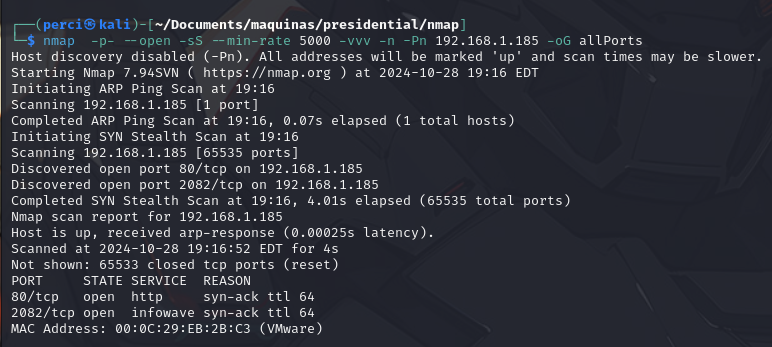 ┌──(perci㉿kali)-[~/Documents/maquinas/presidential/nmap]
└─$ nmap  -p- --open -sS --min-rate 5000 -vvv -n -Pn 192.168.1.185 -oG allPorts
Host discovery disabled (-Pn). All addresses will be marked 'up' and scan times may be slower.
Starting Nmap 7.94SVN ( https://nmap.org ) at 2024-10-28 19:16 EDT
Initiating ARP Ping Scan at 19:16
Scanning 192.168.1.185 [1 port]
Completed ARP Ping Scan at 19:16, 0.07s elapsed (1 total hosts)
Initiating SYN Stealth Scan at 19:16
Scanning 192.168.1.185 [65535 ports]
Discovered open port 80/tcp on 192.168.1.185
Discovered open port 2082/tcp on 192.168.1.185
Completed SYN Stealth Scan at 19:16, 4.01s elapsed (65535 total ports)
Nmap scan report for 192.168.1.185
Host is up, received arp-response (0.00025s latency).
Scanned at 2024-10-28 19:16:52 EDT for 4s
Not shown: 65533 closed tcp ports (reset)
PORT     STATE SERVICE  REASON
80/tcp   open  http     syn-ack ttl 64
2082/tcp open  infowave syn-ack ttl 64
MAC Address: 00:0C:29:EB:2B:C3 (VMware)